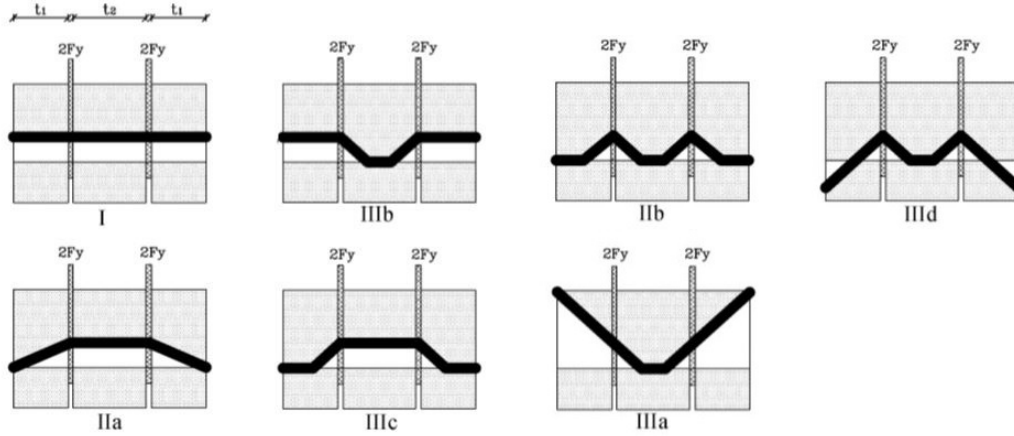 t₁ t₂ t₁
2Fy 2Fy 2Fy 2Fy 2Fy 2Fy 2Fy 2Fy
I IIIb IIb IIId
2Fy 2Fy 2Fy 2Fy 2Fy 2Fy
IIa IIIc IIIa